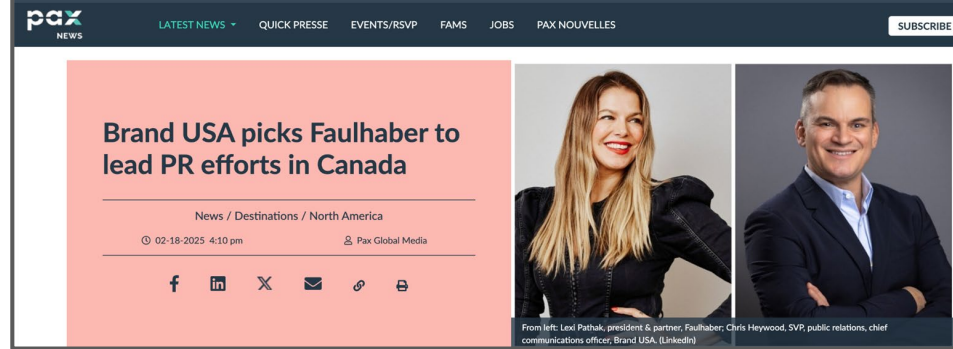 pax
NEWS
LATEST NEWS
QUICK PRESSE
EVENTS/RSVP
FAMS
JOBS
PAX NOUVELLES
SUBSCRIBE
Brand USA picks Faulhaber to
lead PR efforts in Canada
News / Destinations / North America
02-18-2025 4:10 pm
Pax Global Media
From left: Lexi Pathak, president & partner, Faulhaber; Chris Heywood, SVP, public relations, chief
communications officer, Brand USA. (LinkedIn)